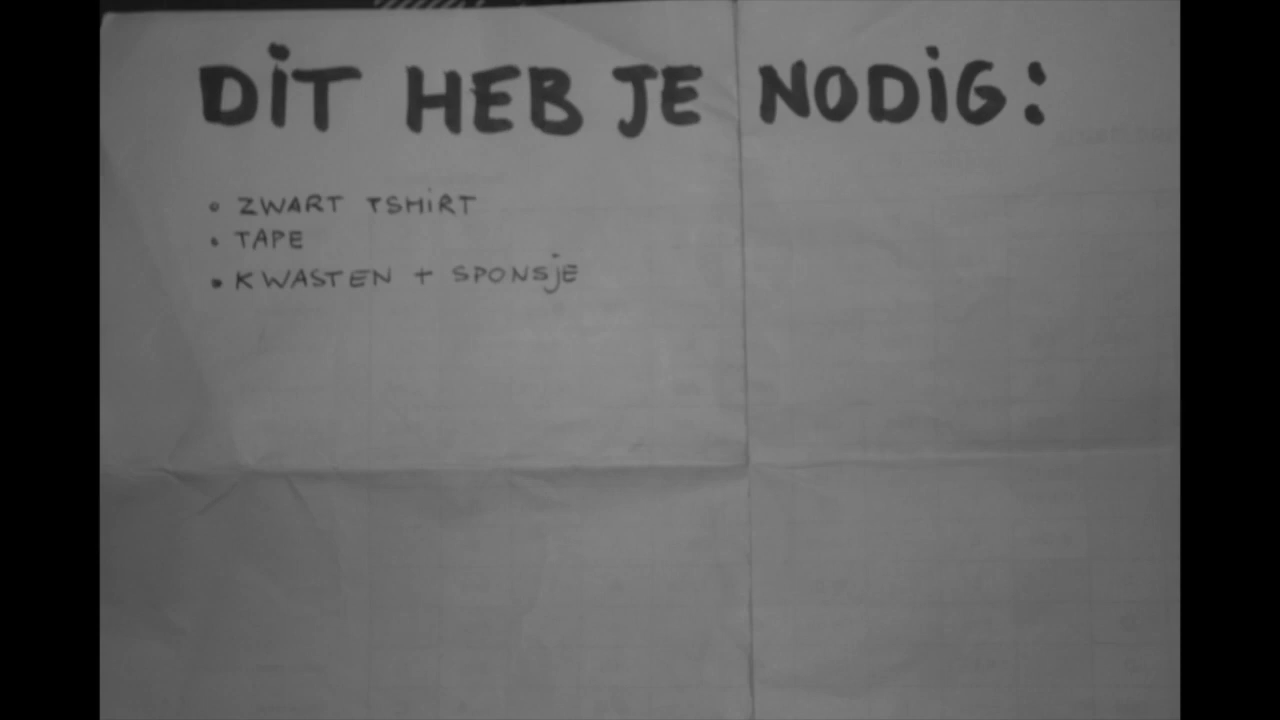 DiT HEB JE NODiG:
• ZWART TSHiRT
• TAPE
• KWASTEN + SPONSjE